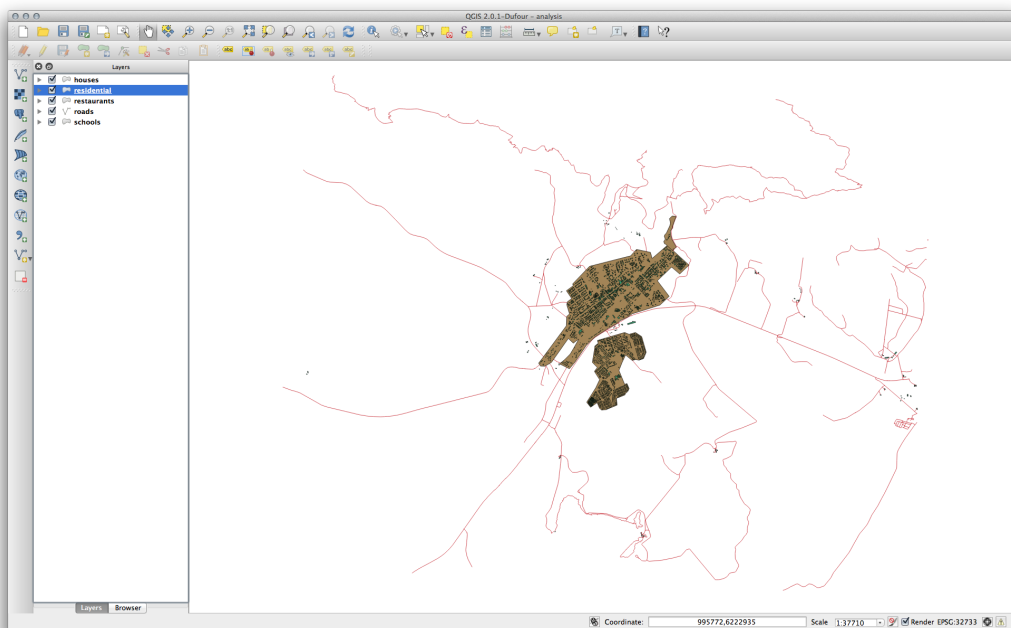 QGIS 2.0.1-Dufour - analysis
Layers
houses
residential
restaurants
roads
schools
Layers Browser
Coordinate: 995772,6222935 Scale 1:37710 Render EPSG:32733